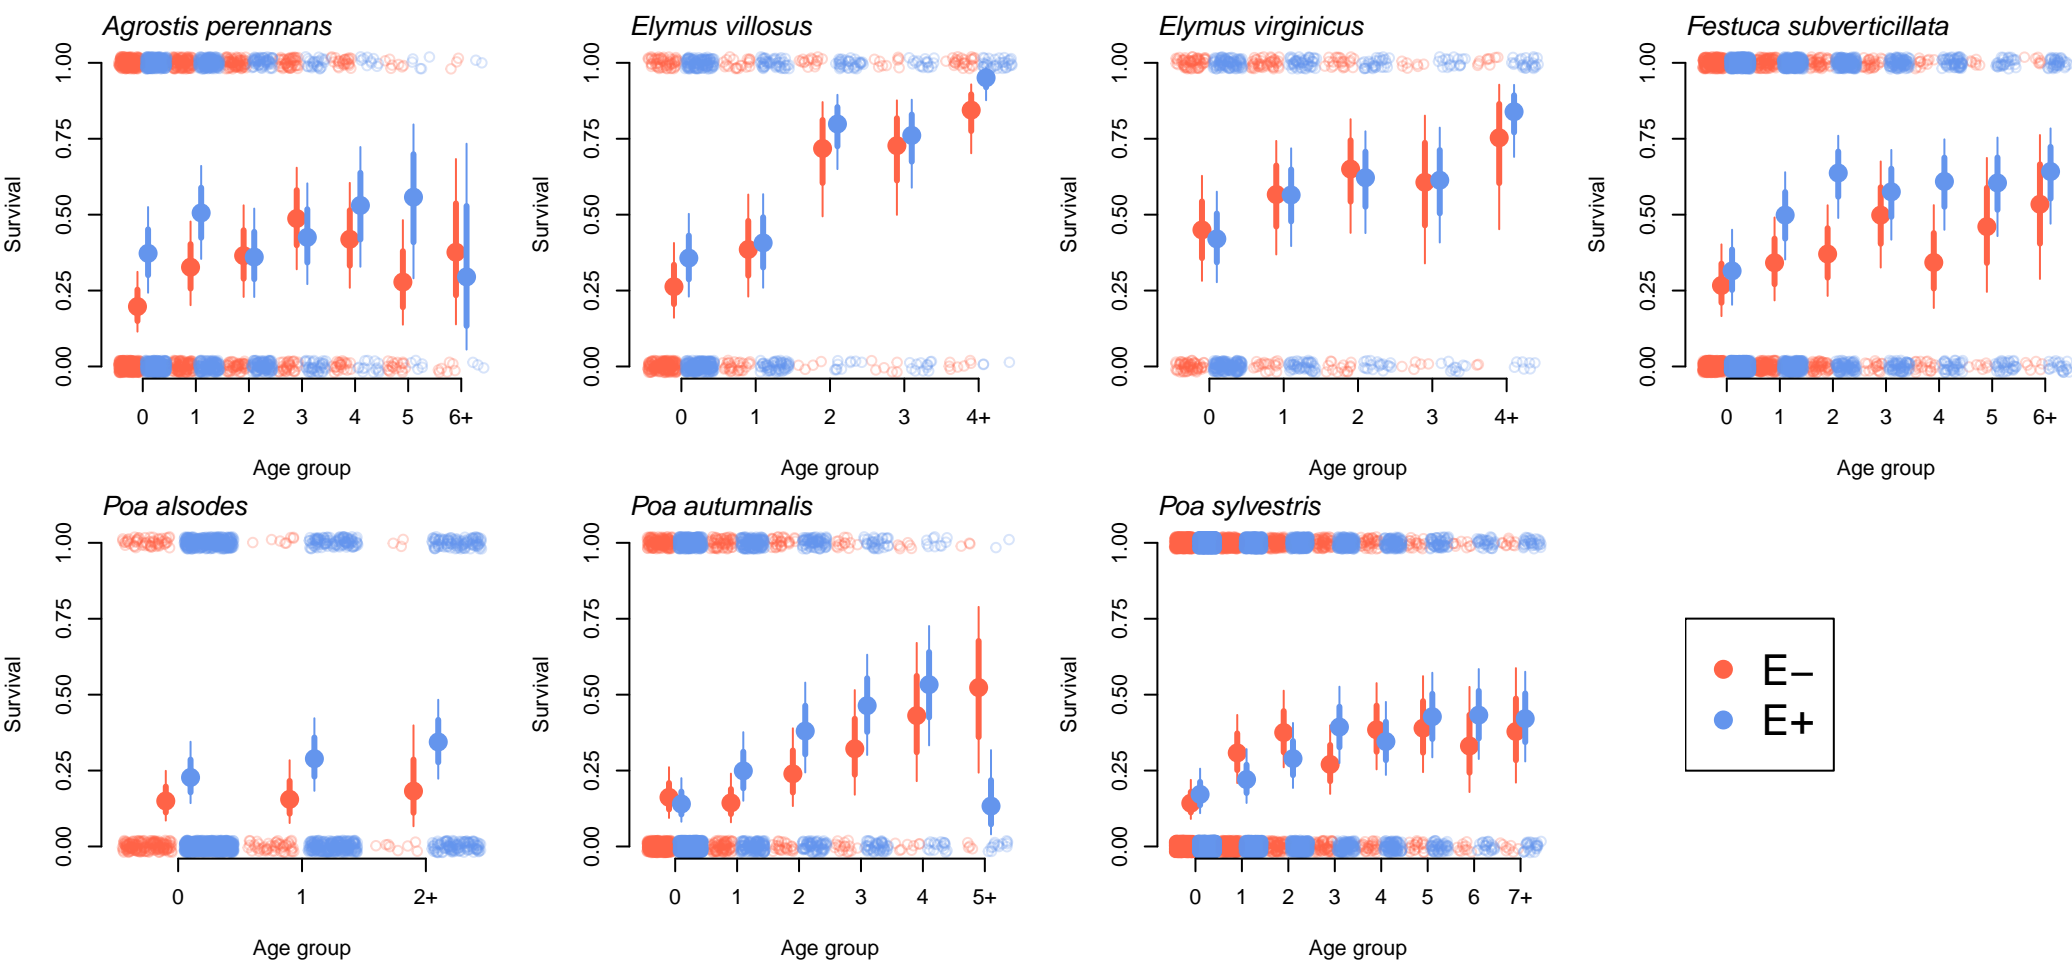 Agrostis perennans
Survival
1.00
0.75
0.50
0.25
0.00
0 1 2 3 4 5 6+
Age group
Elymus villosus
Survival
1.00
0.75
0.50
0.25
0.00
0 1 2 3 4+
Age group
Elymus virginicus
Survival
1.00
0.75
0.50
0.25
0.00
0 1 2 3 4+
Age group
Festuca subverticillata
Survival
1.00
0.75
0.50
0.25
0.00
0 1 2 3 4 5 6+
Age group
Poa alsodes
Survival
1.00
0.75
0.50
0.25
0.00
0 1 2+
Age group
Poa autumnalis
Survival
1.00
0.75
0.50
0.25
0.00
0 1 2 3 4 5+
Age group
Poa sylvestris
Survival
1.00
0.75
0.50
0.25
0.00
0 1 2 3 4 5 6 7+
Age group
E−
E+